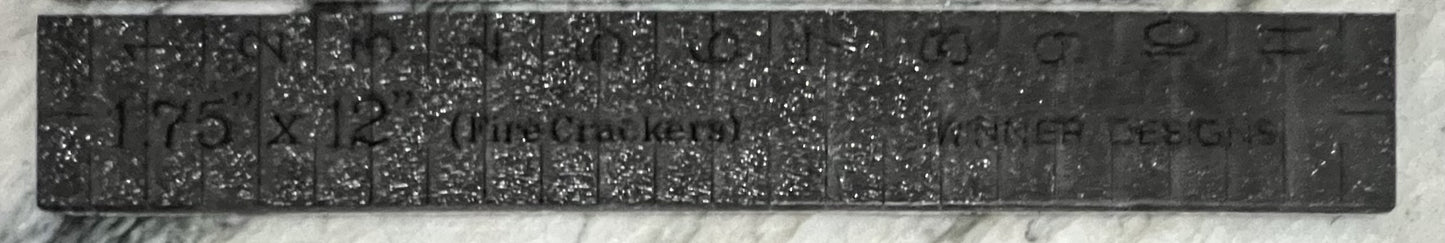 1 2 3 4 5 6 7 8 9 10 11
1.75" x 12" (Fire Crackers) WINNER DESIGNS